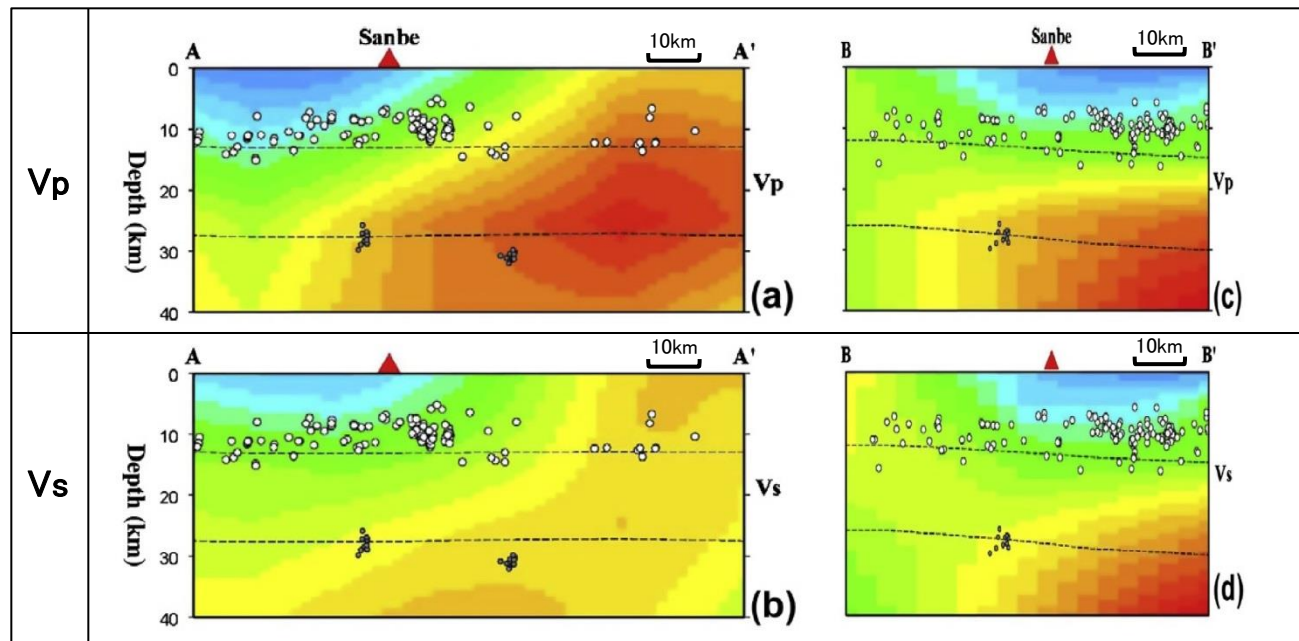 Vp
A
Sanbe
10km
A'
0
10
20
30
40
Depth (km)
Vp
(a)
B
Sanbe
10km
B'
Vp
(c)
Vs
A
10km
A'
0
10
20
30
40
Depth (km)
Vs
(b)
B
10km
B'
Vs
(d)